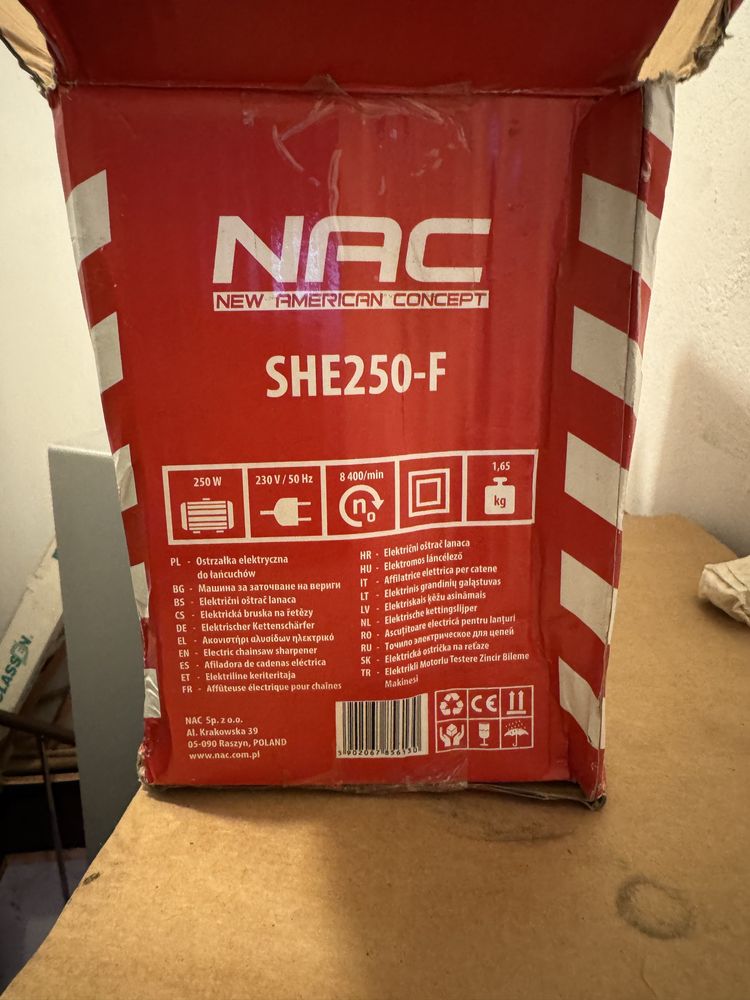 NAC
NEW AMERICAN CONCEPT
SHE250-F
250 W
230 V / 50 Hz
8 400/min
n0
1,65
kg
PL - Ostrzałka elektryczna
do łańcuchów
BG - Машина за заточване на вериги
BS - Električni oštrač lanaca
CS - Elektrická bruska na řetězy
DE - Elektrischer Kettenschärfer
EL - Ακονιστήρι αλυσίδων ηλεκτρικό
EN - Electric chainsaw sharpener
ES - Afiladora de cadenas eléctrica
ET - Elektriline keriteritaja
FR - Affûteuse électrique pour chaînes
HR - Električni oštrač lanaca
HU - Elektromos láncélező
IT - Affilatrice elettrica per catene
LT - Elektrinis grandinių galąstuvas
LV - Elektriskais ķēžu asināmais
NL - Elektrische kettingslijper
RO - Ascuțitoare electrică pentru lanțuri
RU - Точило электрическое для цепей
SK - Elektrická ostrička na reťaze
TR - Elektrikli Motorlu Testere Zincir Bileme
Makinesi
NAC Sp. z o.o.
Al. Krakowska 39
05-090 Raszyn, POLAND
www.nac.com.pl
5902067856130
CE
CLASSEN